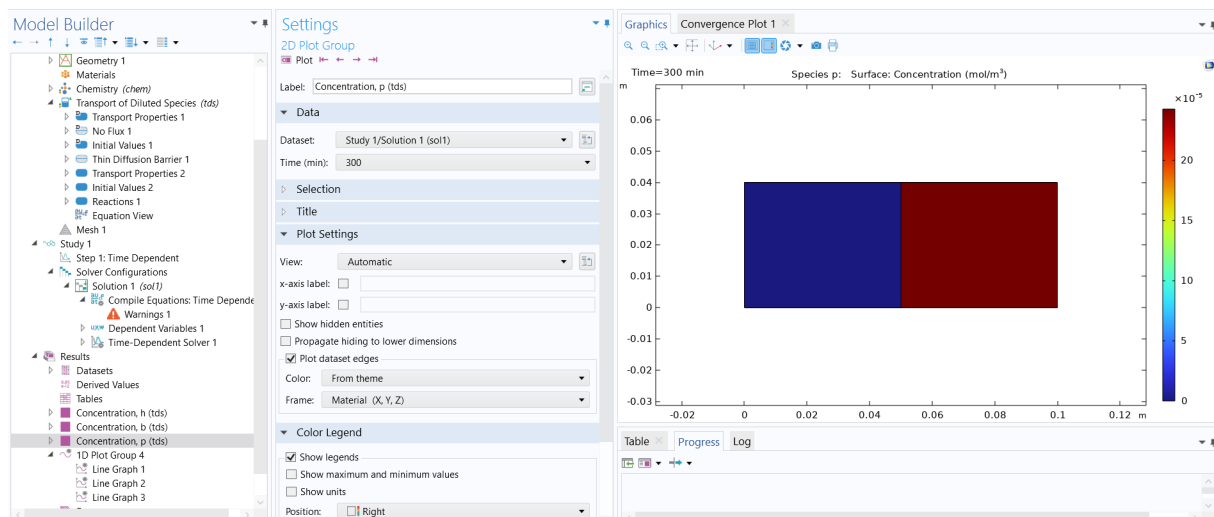 Model Builder
Geometry 1
Materials
Chemistry (chem)
Transport of Diluted Species (tds)
Transport Properties 1
No Flux 1
Initial Values 1
Thin Diffusion Barrier 1
Transport Properties 2
Initial Values 2
Reactions 1
Equation View
Mesh 1
Study 1
Step 1: Time Dependent
Solver Configurations
Solution 1 (sol1)
Compile Equations: Time Depende
Warnings 1
Dependent Variables 1
Time-Dependent Solver 1
Results
Datasets
Derived Values
Tables
Concentration, h (tds)
Concentration, b (tds)
Concentration, p (tds)
1D Plot Group 4
Line Graph 1
Line Graph 2
Line Graph 3
Settings
2D Plot Group
Plot
Label: Concentration, p (tds)
Data
Dataset: Study 1/Solution 1 (sol1)
Time (min): 300
Selection
Title
Plot Settings
View: Automatic
x-axis label:
y-axis label:
Show hidden entities
Propagate hiding to lower dimensions
Plot dataset edges
Color: From theme
Frame: Material (X, Y, Z)
Color Legend
Show legends
Show maximum and minimum values
Show units
Position: Right
Graphics Convergence Plot 1
Time=300 min Species p: Surface: Concentration (mol/m³)
m
×10⁻⁵
0.06
0.05
0.04
0.03
0.02
0.01
0
-0.01
-0.02
-0.03
-0.02 0 0.02 0.04 0.06 0.08 0.1 0.12 m
20
15
10
5
0
Table Progress Log